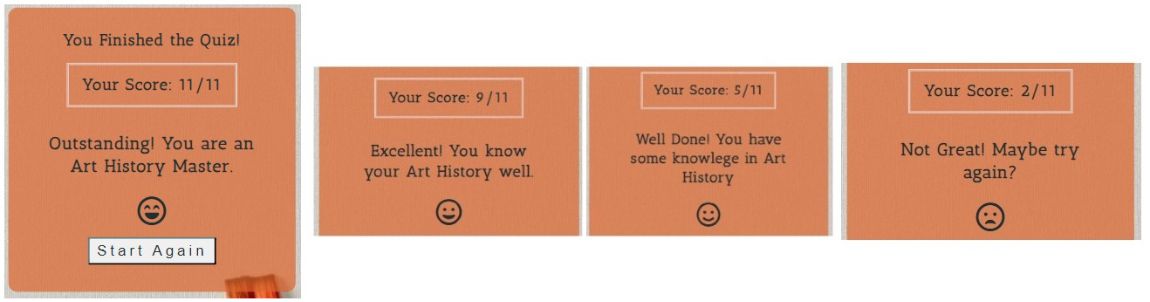 You Finished the Quiz!
Your Score: 11/11
Outstanding! You are an
Art History Master.
Start Again
Your Score: 9/11
Excellent! You know
your Art History well.
Your Score: 5/11
Well Done! You have
some knowlege in Art
History
Your Score: 2/11
Not Great! Maybe try
again?